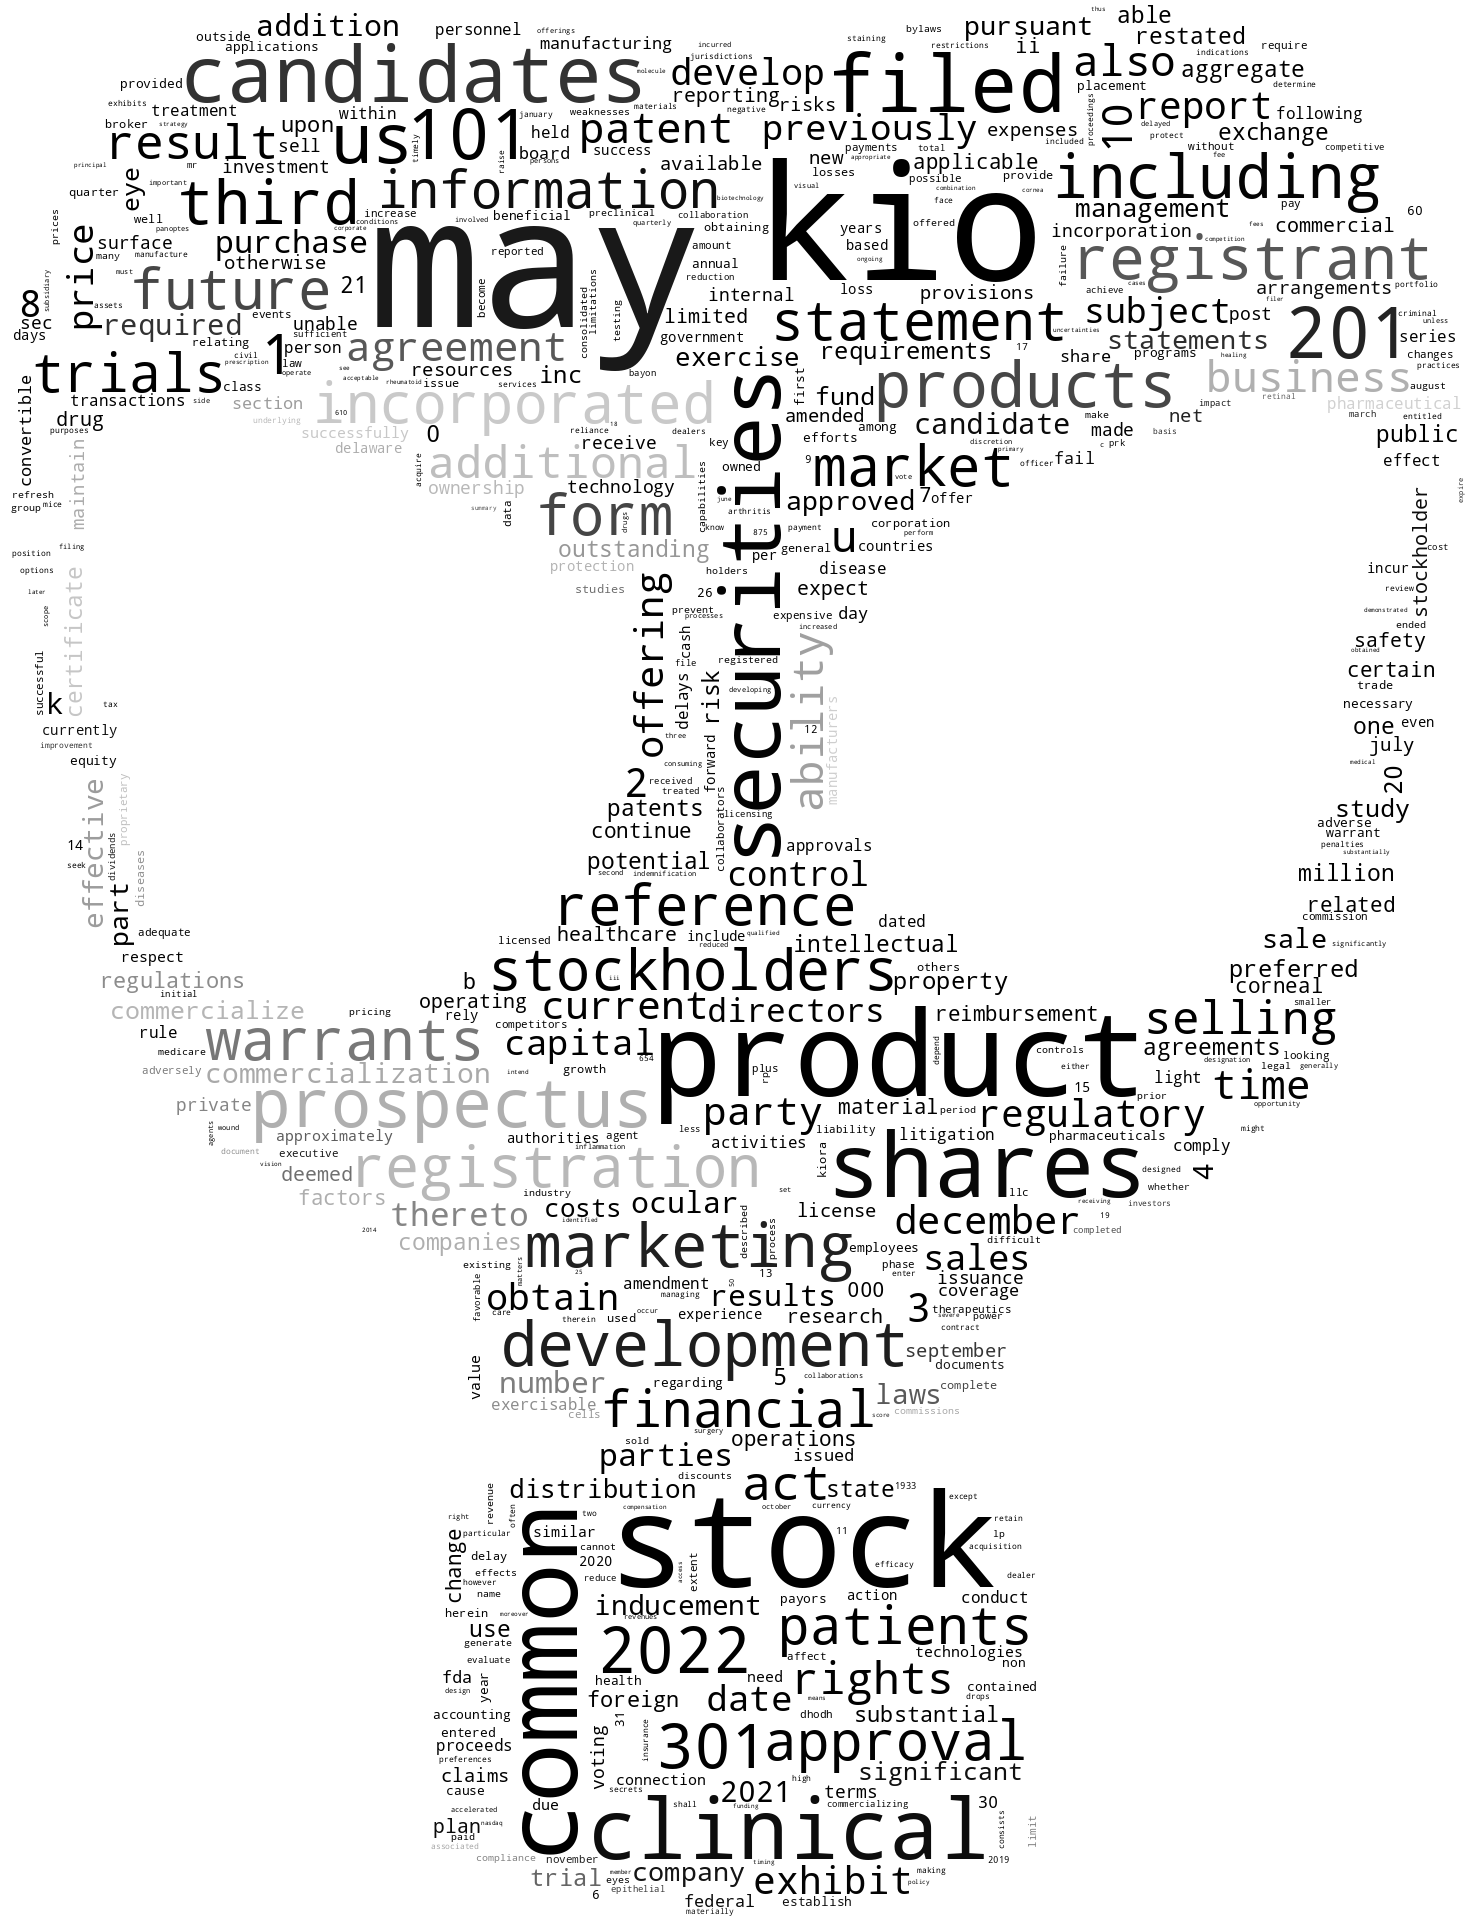 addition
personnel
offerings
pursuant
able
outside
applications
manufacturing
incurred
jurisdictions
bylaws
staining
restrictions
ii
restated
indications
require
thus
candidates
molecule
develop
filed
also
aggregate
determine
provided
exhibits
treatment
within
weaknesses
materials
reporting
negative
risks
placement
report
following
broker
strategy
upon
january
held
patent
previously
expenses
included
proceedings
10
delayed
protect
exchange
result
sell
us
101
timely
raise
board
persons
success
available
new
payments
total
appropriate
applicable
without
fee
competitive
principal
mr
investment
losses
possible
provide
including
quarter
important
eye
third
information
biotechnology
visual
kio
combination
face
cornea
management
pay
60
prices
well
panoptes
increase
conditions
corporate
involved
beneficial
preclinical
quarterly
collaboration
obtaining
offered
years
based
incorporation
fees
commercial
price
surface
many
manufacture
purchase
otherwise
may
reported
amount
annual
reduction
ongoing
failure
competition
registrant
subsidiary
must
future
21
become
consolidated
limitations
testing
internal
loss
provisions
achieve
cases
arrangements
portfolio
8
sec
days
assets
required
events
unable
sufficient
limited
government
statement
uncertainties
subject
post
filer
201
criminal
unless
series
relating
civil
prescription
1
person
law
operate
agreement
exercise
requirements
17
share
statements
programs
healing
changes
practices
trials
class
see
acceptable
rheumatoid
resources
issue
services
inc
bayon
first
fund
products
impact
retinal
business
august
convertible
transactions
side
section
incorporated
pharmaceutical
drug
purposes
underlying
610
successfully
delaware
0
reliance
18
receive
dealers
key
amended
among
candidate
make
made
net
basis
march
entitled
public
maintain
acquire
additional
owned
efforts
9
market
vote
discretion
primary
officer
c
prk
fail
effect
refresh
group
mice
ownership
technology
capabilities
june
arthritis
approved
7
offer
expire
summary
data
form
drugs
know
875
payment
u
corporation
perform
stockholder
position
filing
outstanding
securities
per
general
countries
cost
options
protection
holders
disease
incur
later
certificate
studies
26
expect
review
scope
prevent
processes
expensive
day
demonstrated
offering
cash
increased
ended
safety
obtained
successful
file
registered
ability
certain
k
tax
delays
risk
developing
trade
necessary
currently
improvement
three
12
one
even
equity
consuming
forward
manufacturers
july
medical
effective
proprietary
2
received
treated
20
patents
collaborators
licensing
study
14
dividends
continue
adverse
warrant
penalties
seek
diseases
potential
approvals
substantially
part
second
indemnification
control
million
reference
related
adequate
dated
commission
respect
licensed
healthcare
include
reduced
qualified
intellectual
sale
significantly
regulations
b
stockholders
iii
others
property
preferred
initial
operating
corneal
commercialize
pricing
rely
current
directors
reimbursement
smaller
rule
competitors
selling
medicare
warrants
capital
654
product
depend
controls
agreements
designation
looking
adversely
commercialization
intend
growth
plus
rp
either
legal
generally
private
prospectus
15
light
time
agents
wound
less
party
material
period
prior
opportunity
regulatory
approximately
authorities
agent
liability
litigation
might
document
executive
inflammation
activities
pharmaceuticals
comply
vision
deemed
registration
kiora
shares
designed
4
factors
industry
set
llc
whether
costs
ocular
license
receiving
investors
thereto
identified
december
19
2014
companies
marketing
described
process
completed
employees
sales
difficult
existing
matters
25
13
phase
enter
issuance
favorable
amendment
50
obtain
managing
results
000
coverage
care
therein
used
occur
experience
research
3
therapeutics
severe
power
contract
development
september
value
documents
number
regarding
5
collaborations
laws
complete
exercisable
cells
financial
score
commissions
surgery
sold
operations
parties
issued
discounts
distribution
act
state
1933
except
revenue
often
compensation
october
currency
right
particular
two
stock
11
retain
similar
lp
change
cannot
acquisition
delay
2020
access
extent
efficacy
effects
however
reduce
dealer
name
common
payors
action
conduct
herein
moreover
inducement
revenues
use
patients
generate
2022
technologies
evaluate
affect
non
fda
health
need
rights
contained
design
year
foreign
date
means
drops
accounting
31
dhodh
substantial
entered
insurance
301
approval
proceeds
voting
preferences
claims
connection
high
significant
cause
secrets
2021
terms
accelerated
due
shall
funding
commercializing
30
plan
nasdaq
clinical
consists
limit
paid
associated
compliance
november
timing
2019
trial
member
eyes
company
making
exhibit
policy
6
epithelial
federal
establish
materially